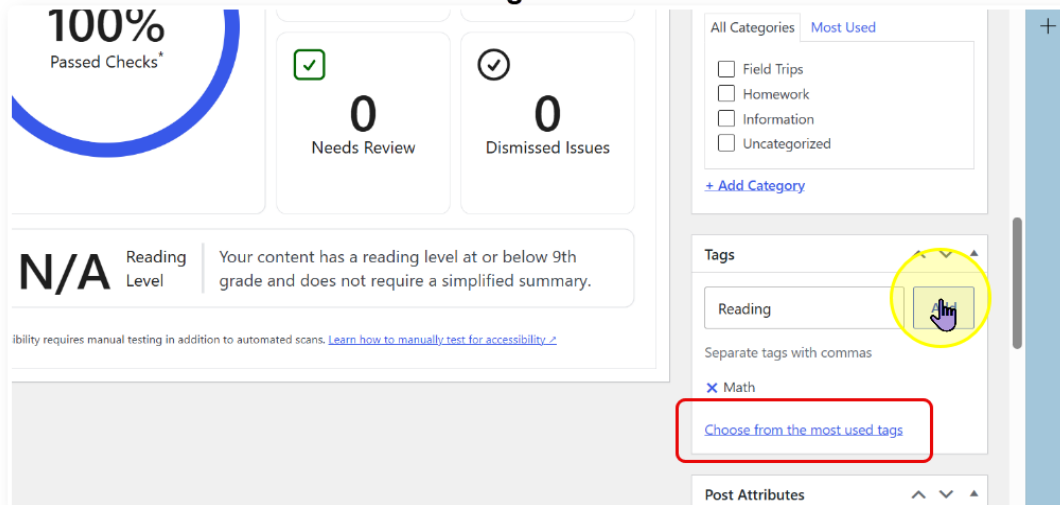 100%
Passed Checks*
0
Needs Review
0
Dismissed Issues
N/A
Reading
Level
Your content has a reading level at or below 9th
grade and does not require a simplified summary.
ibility requires manual testing in addition to automated scans. Learn how to manually test for accessibility ↗
All Categories Most Used
Field Trips
Homework
Information
Uncategorized
+ Add Category
Tags
Reading
Add
Separate tags with commas
Math
Choose from the most used tags
Post Attributes